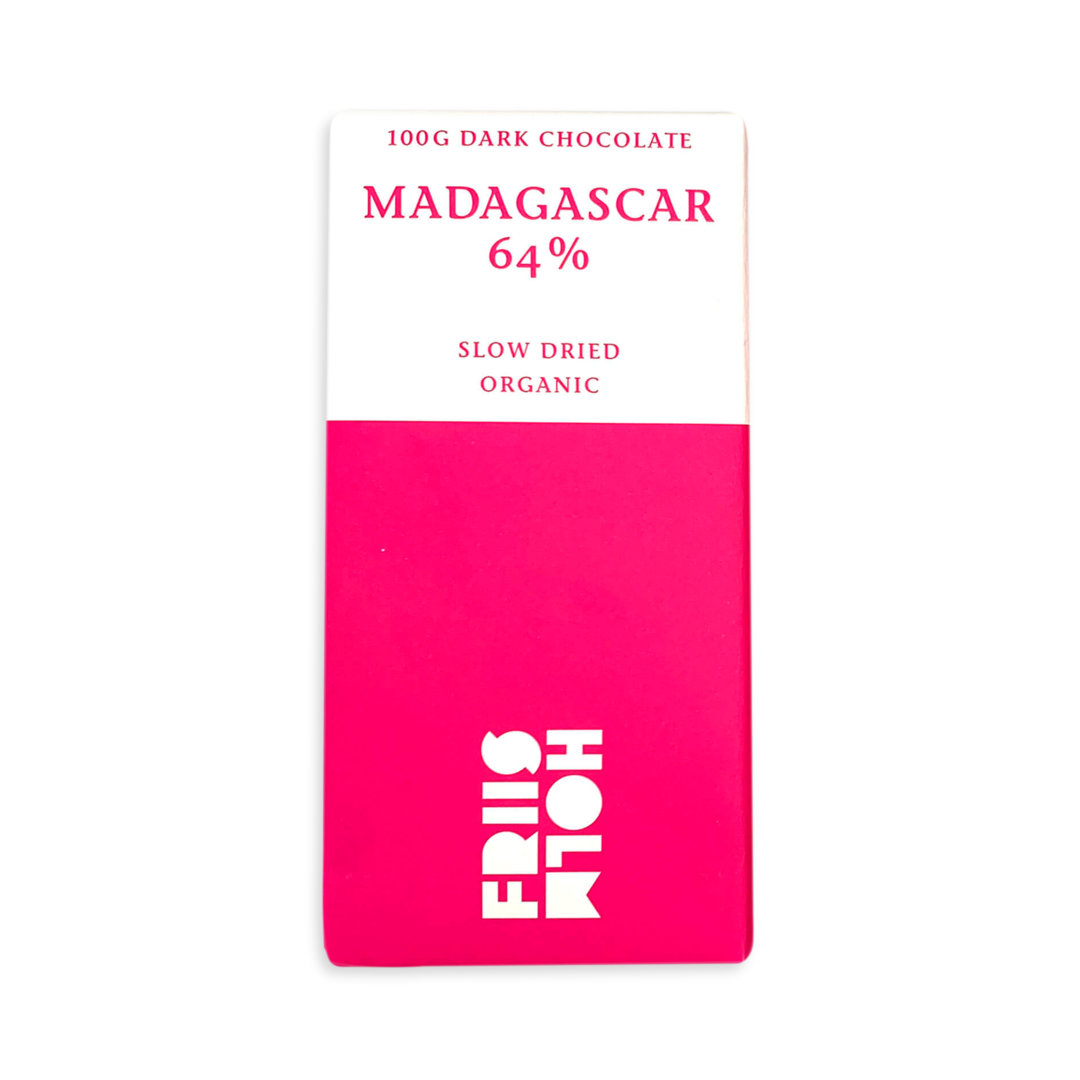 100G DARK CHOCOLATE
MADAGASCAR
64%
SLOW DRIED
ORGANIC
FRIIS
HOLM